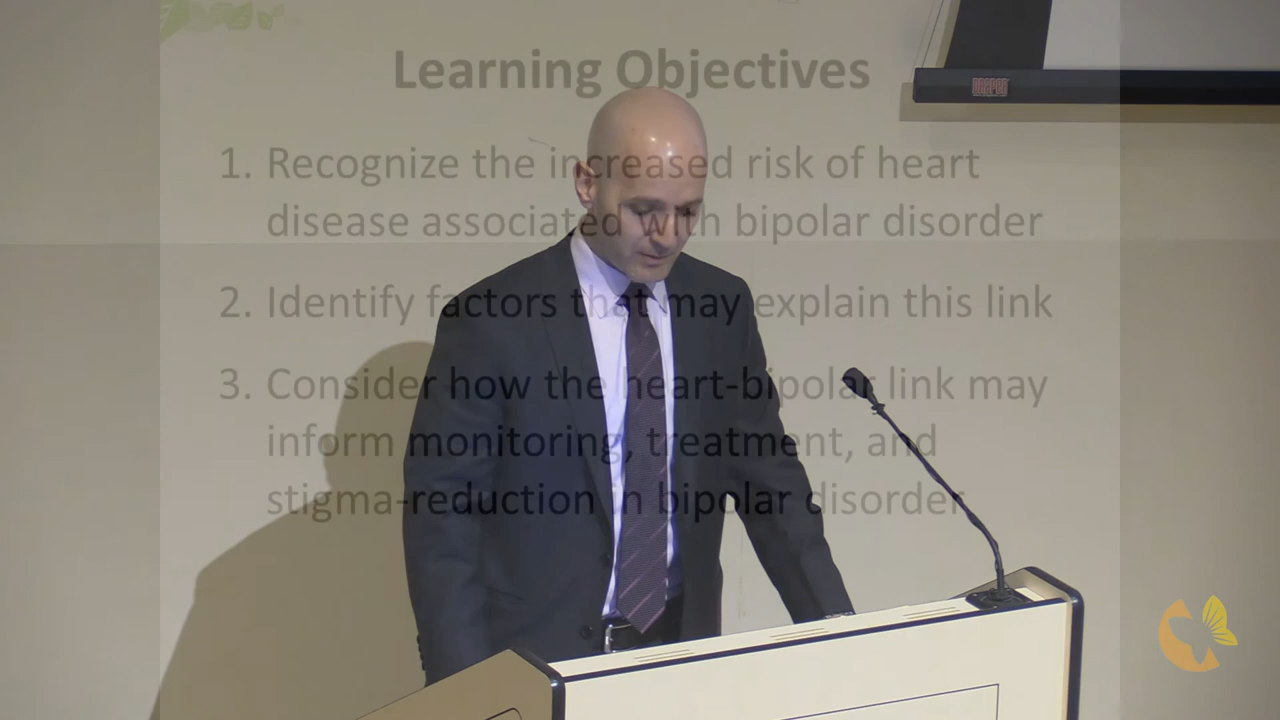 Learning Objectives
1. Recognize the increased risk of heart
disease associated with bipolar disorder
2. Identify factors that may explain this link
3. Consider how the heart-bipolar link may
inform monitoring, treatment, and
stigma-reduction in bipolar disorder
DRAPER